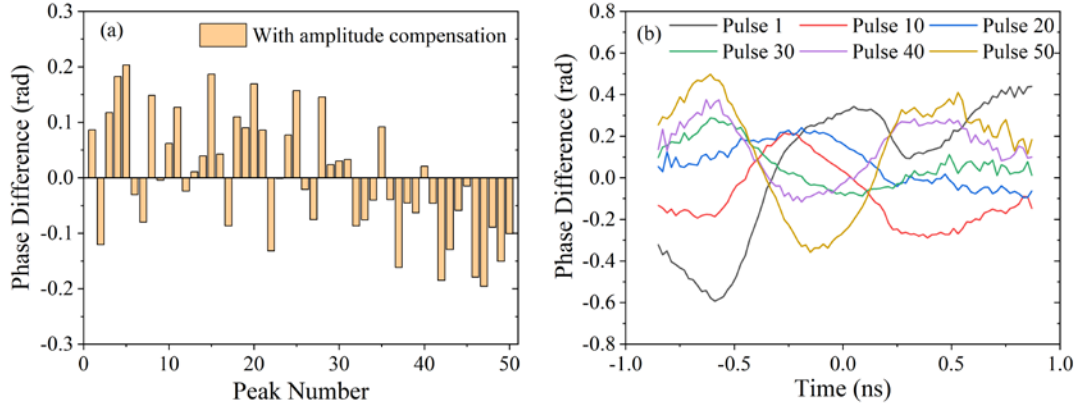 (a)
With amplitude compensation
0.3
0.2
0.1
0.0
-0.1
-0.2
-0.3
0 10 20 30 40 50
Phase Difference (rad)
Peak Number
(b)
Pulse 1 Pulse 10 Pulse 20
Pulse 30 Pulse 40 Pulse 50
0.8
0.6
0.4
0.2
0.0
-0.2
-0.4
-0.6
-0.8
-1.0 -0.5 0.0 0.5 1.0
Phase Difference (rad)
Time (ns)